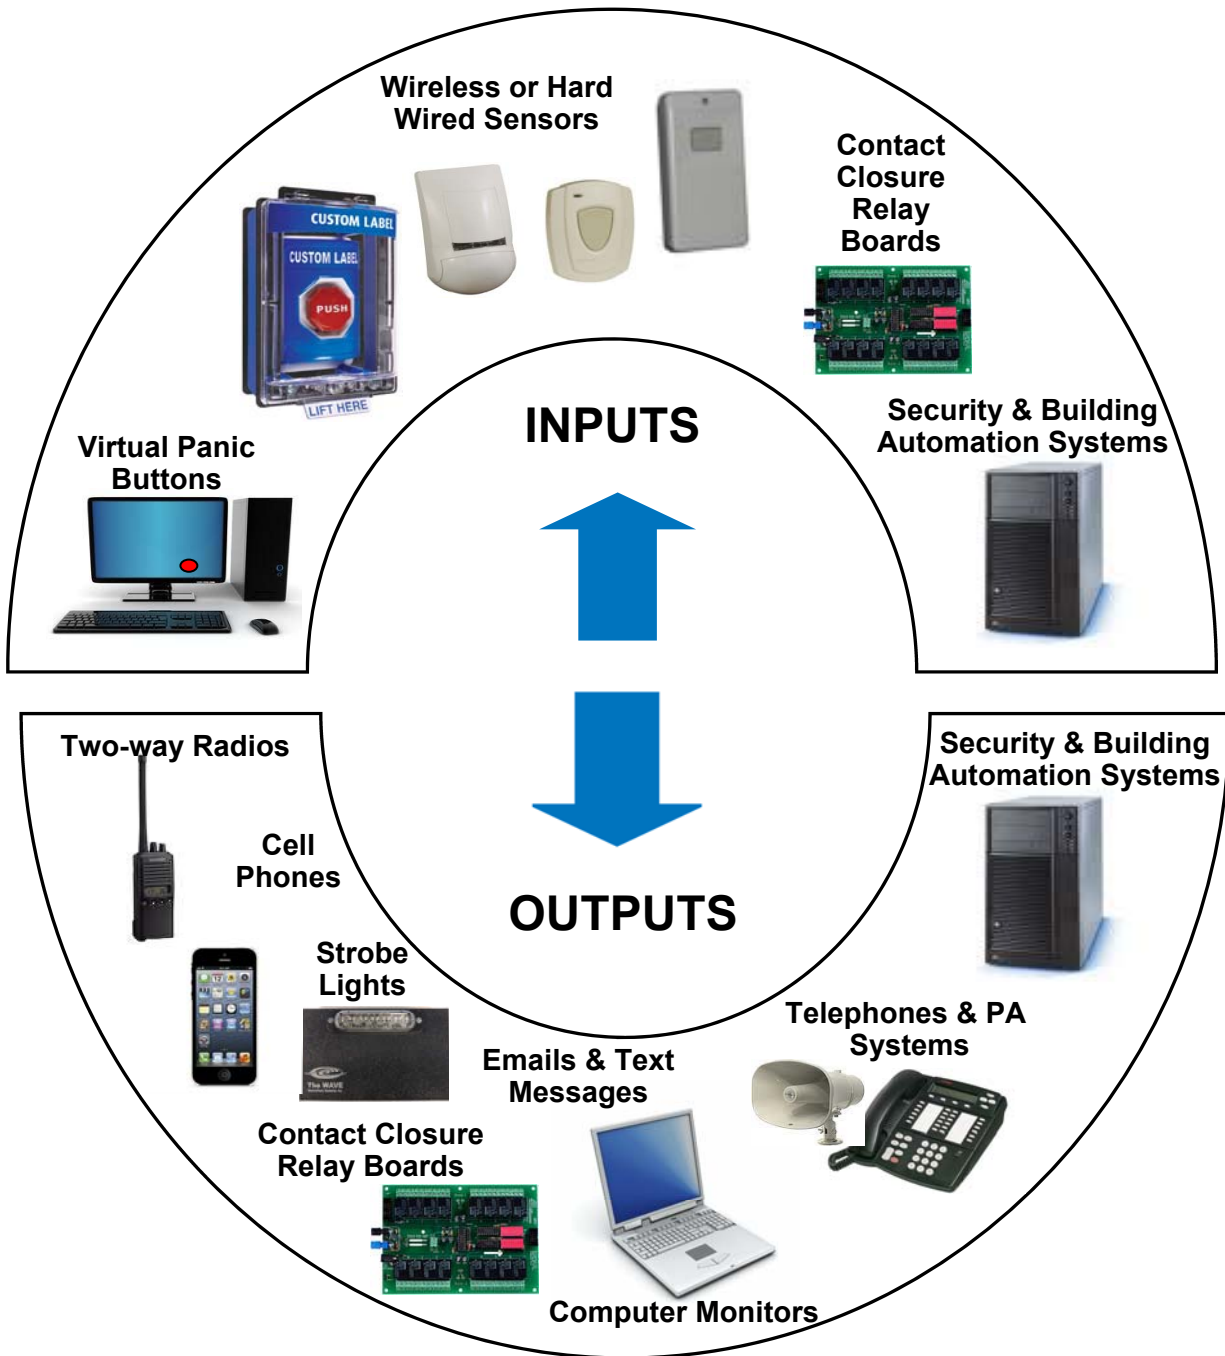 Wireless or Hard
Wired Sensors
Contact
Closure
Relay
Boards
CUSTOM LABEL
CUSTOM LABEL
PUSH
LIFT HERE
INPUTS
Security & Building
Automation Systems
Virtual Panic
Buttons
Two-way Radios
Security & Building
Automation Systems
Cell
Phones
OUTPUTS
Strobe
Lights
The WAVE
Telephones & PA
Systems
Emails & Text
Messages
Contact Closure
Relay Boards
Computer Monitors